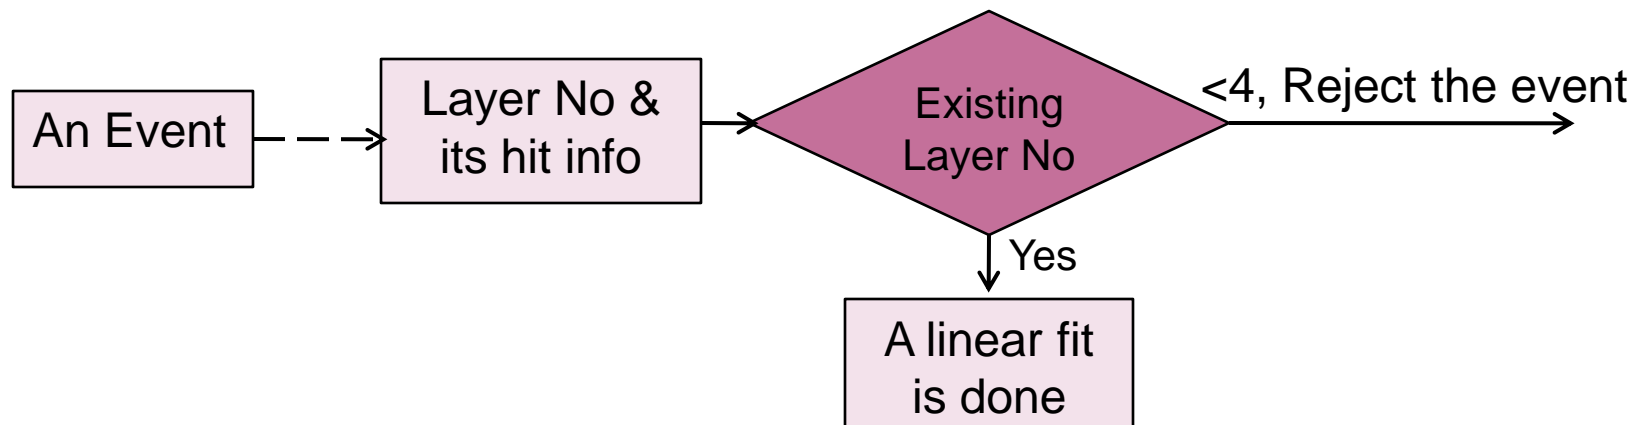 An Event
Layer No &
its hit info
Existing
Layer No
<4, Reject the event
Yes
A linear fit
is done